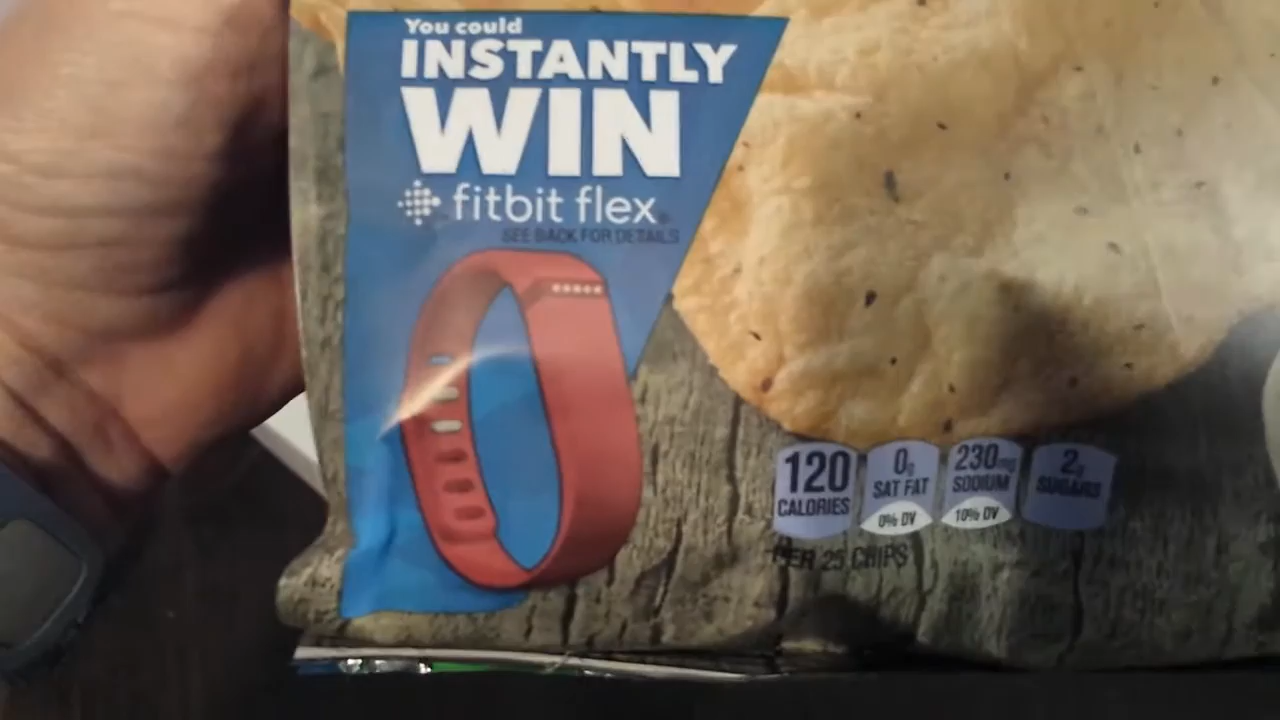 You could
INSTANTLY
WIN
fitbit flex
SEE BACK FOR DETAILS
120
CALORIES
0g
SAT FAT
0% DV
230mg
SODIUM
10% DV
2g
SUGARS
PER 25 CHIPS